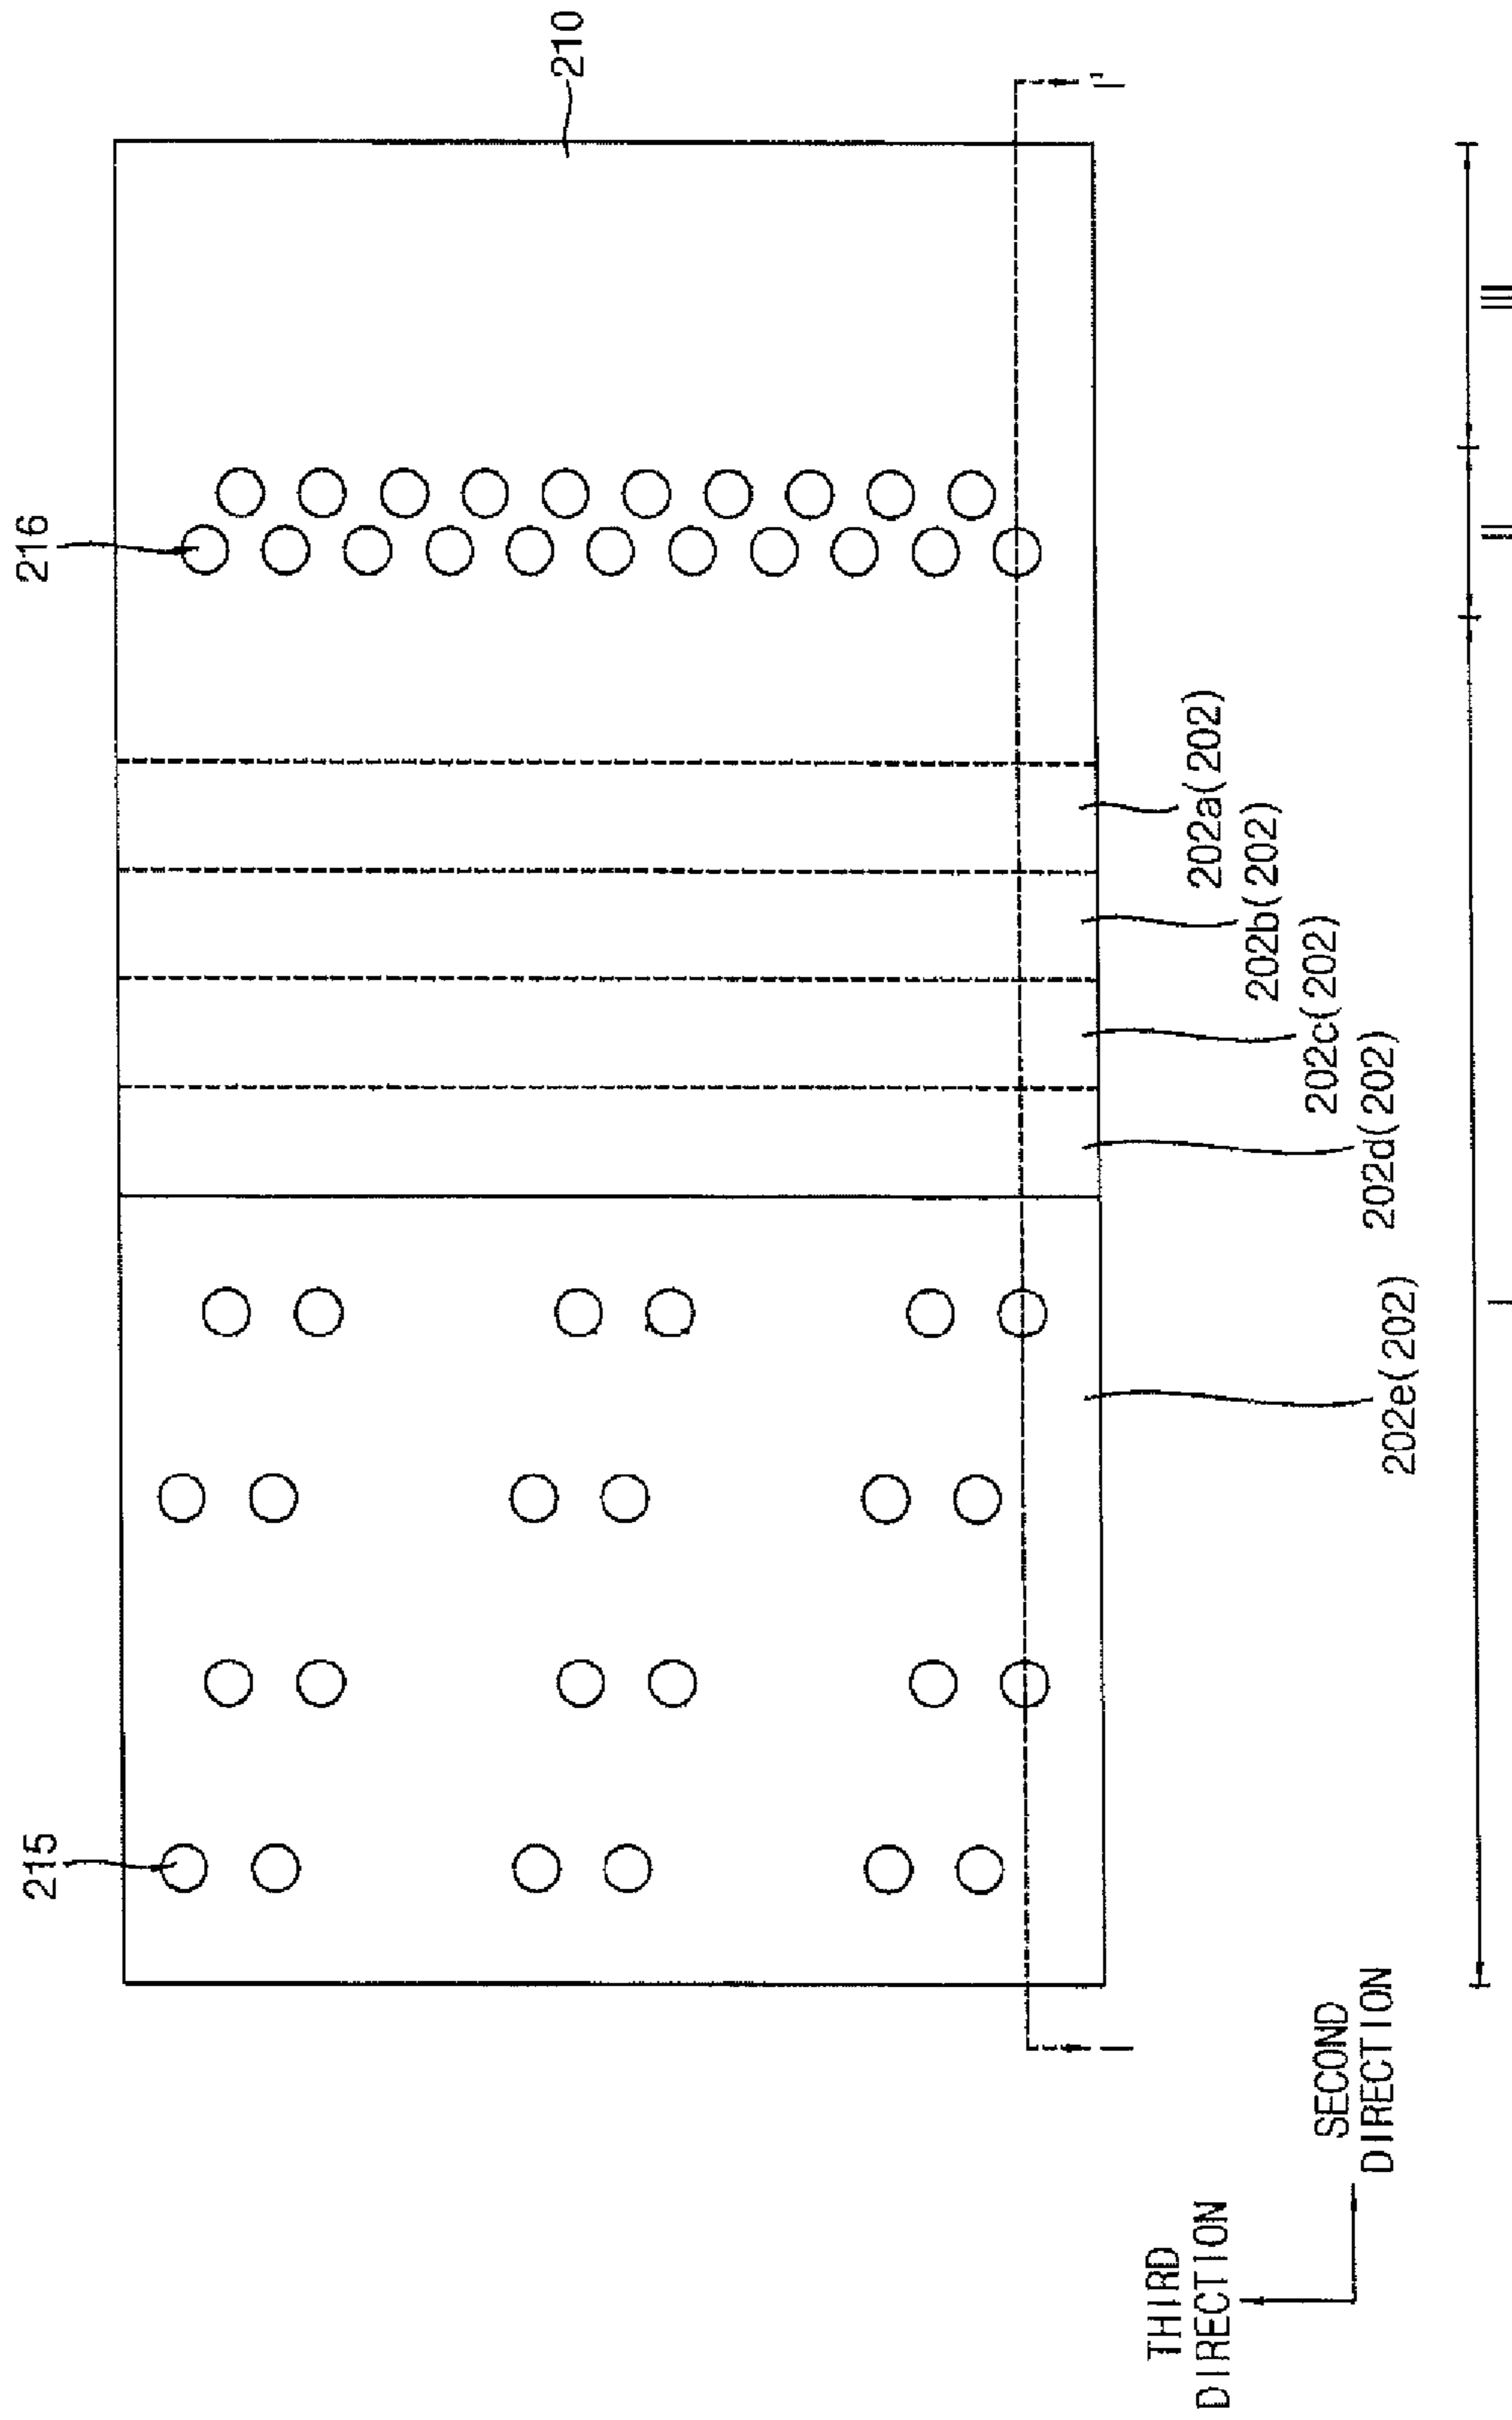 215
216
210
I
I'
202a(202)
202b(202)
202c(202)
202d(202)
202e(202)
THIRD
DIRECTION
SECOND
DIRECTION
I
II
III